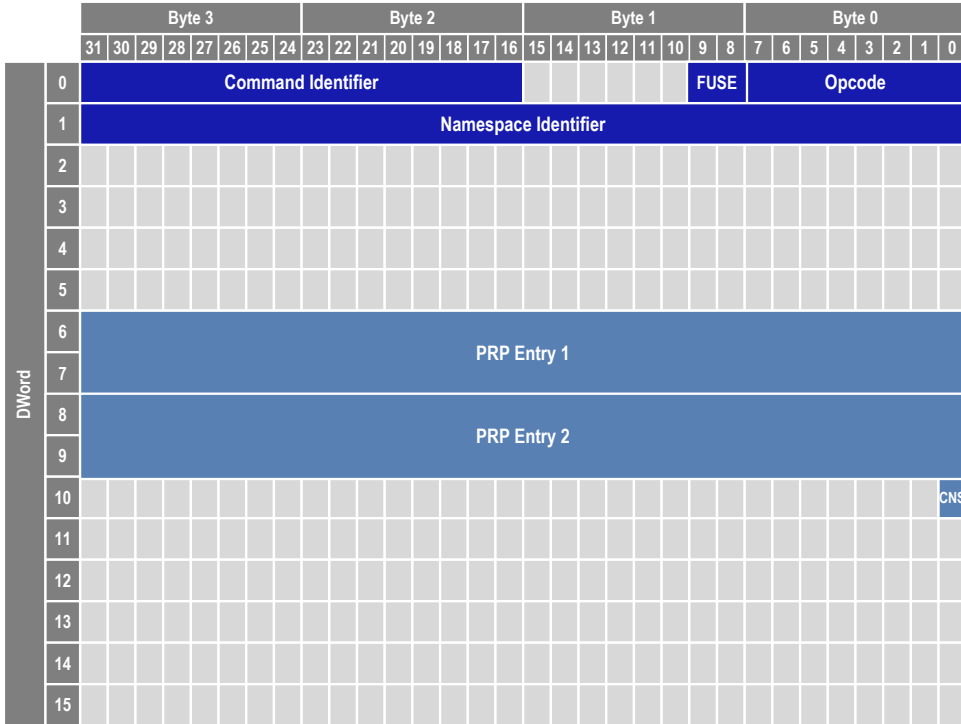 Byte 3 Byte 2 Byte 1 Byte 0
31 30 29 28 27 26 25 24 23 22 21 20 19 18 17 16 15 14 13 12 11 10 9 8 7 6 5 4 3 2 1 0
DWord
0 Command Identifier FUSE Opcode
1 Namespace Identifier
2
3
4
5
6
PRP Entry 1
7
8
PRP Entry 2
9
10 CNS
11
12
13
14
15